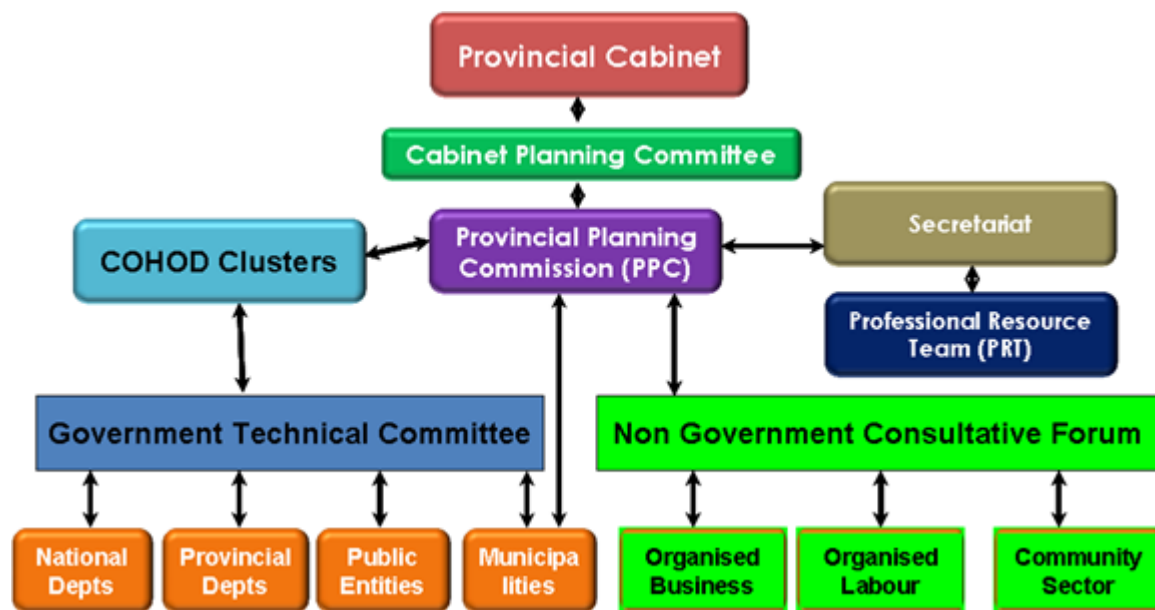 Provincial Cabinet
Cabinet Planning Committee
COHOD Clusters
Provincial Planning
Commission (PPC)
Secretariat
Professional Resource
Team (PRT)
Government Technical Committee
Non Government Consultative Forum
National
Depts
Provincial
Depts
Public
Entities
Municipa
lities
Organised
Business
Organised
Labour
Community
Sector